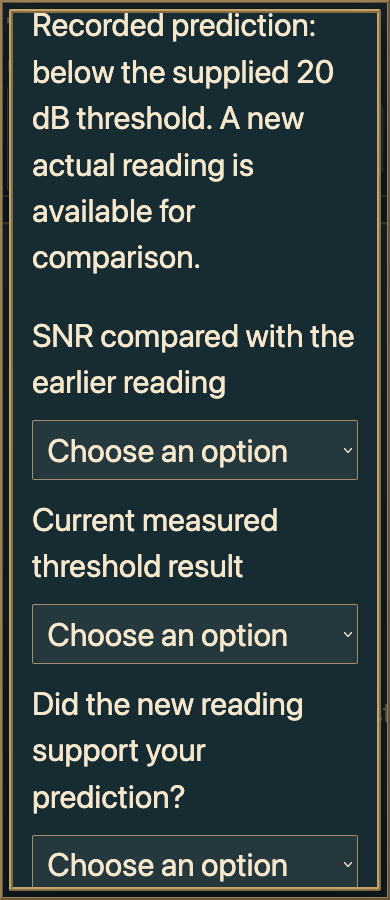 Recorded prediction:
below the supplied 20
dB threshold. A new
actual reading is
available for
comparison.
SNR compared with the
earlier reading
Choose an option
Current measured
threshold result
Choose an option
Did the new reading
support your
prediction?
Choose an option